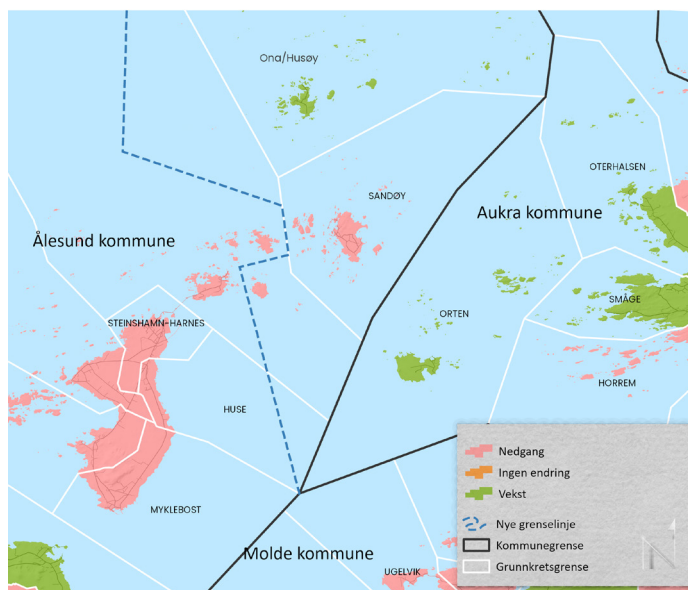 Ona/Husøy
OTERHALSEN
SANDØY
Aukra kommune
Ålesund kommune
SMÅGE
ORTEN
STEINSHAMN-HARNES
HORREM
HUSE
Nedgang
Ingen endring
Vekst
MYKLEBOST
Nye grenselinje
Kommunegrense
Molde kommune
Grunnkretsgrense
UGELVIK
N